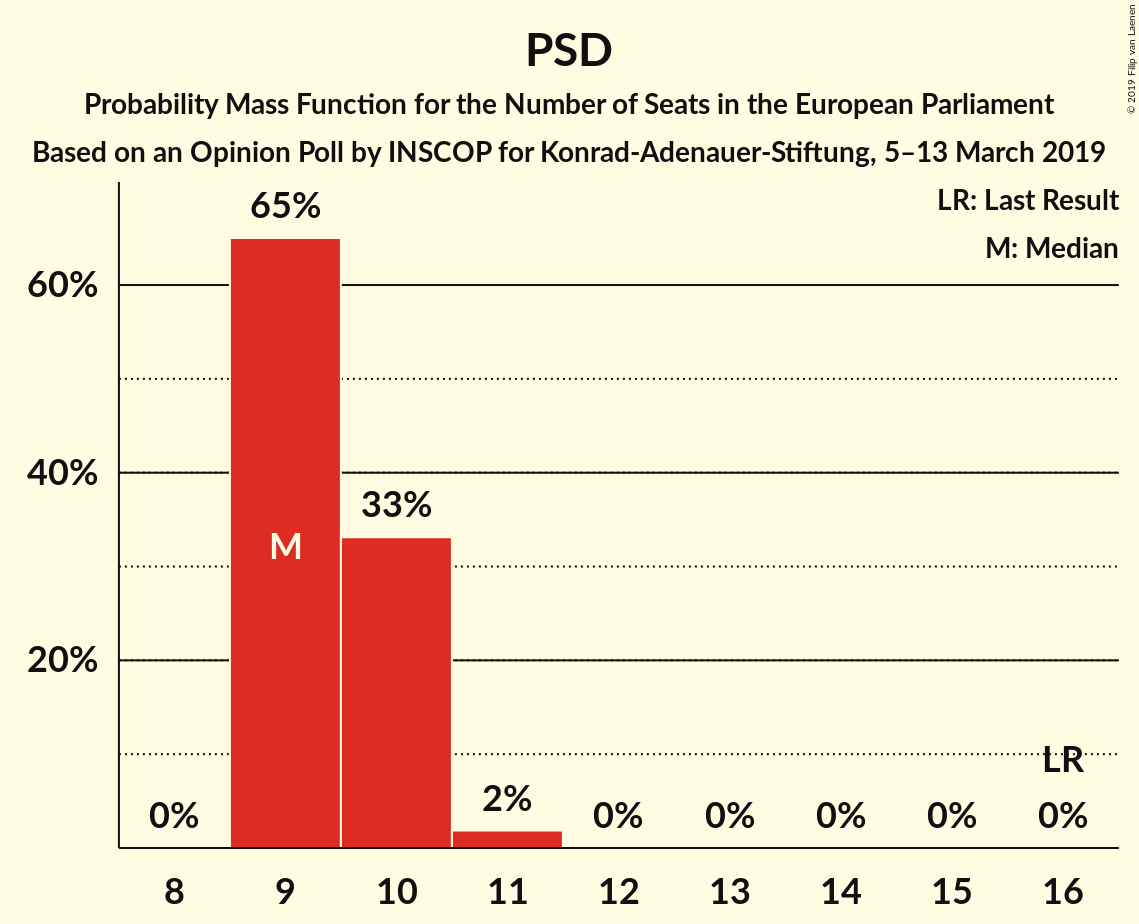 PSD
Probability Mass Function for the Number of Seats in the European Parliament
Based on an Opinion Poll by INSCOP for Konrad-Adenauer-Stiftung, 5–13 March 2019
© 2019 Filip van Laenen
LR: Last Result
M: Median
65%
60%
40%
33%
M
20%
LR
0%
2%
0%
0%
0%
0%
0%
8
9
10
11
12
13
14
15
16